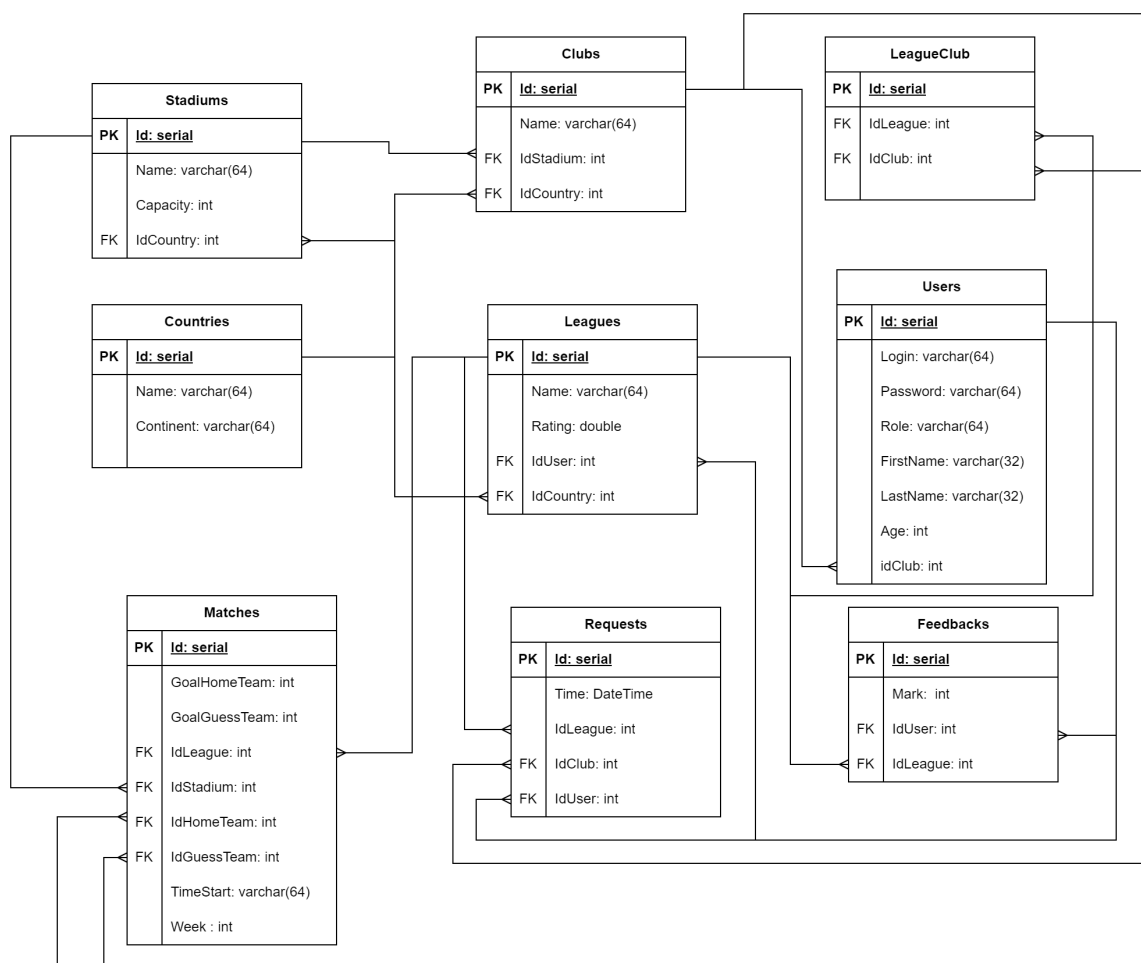 Stadiums
PK Id: serial
Name: varchar(64)
Capacity: int
FK IdCountry: int
Clubs
PK Id: serial
Name: varchar(64)
FK IdStadium: int
FK IdCountry: int
LeagueClub
PK Id: serial
FK IdLeague: int
FK IdClub: int
Countries
PK Id: serial
Name: varchar(64)
Continent: varchar(64)
Leagues
PK Id: serial
Name: varchar(64)
Rating: double
FK IdUser: int
FK IdCountry: int
Users
PK Id: serial
Login: varchar(64)
Password: varchar(64)
Role: varchar(64)
FirstName: varchar(32)
LastName: varchar(32)
Age: int
idClub: int
Matches
PK Id: serial
GoalHomeTeam: int
GoalGuessTeam: int
FK IdLeague: int
FK IdStadium: int
FK IdHomeTeam: int
FK IdGuessTeam: int
TimeStart: varchar(64)
Week : int
Requests
PK Id: serial
Time: DateTime
IdLeague: int
FK IdClub: int
FK IdUser: int
Feedbacks
PK Id: serial
Mark: int
FK IdUser: int
FK IdLeague: int